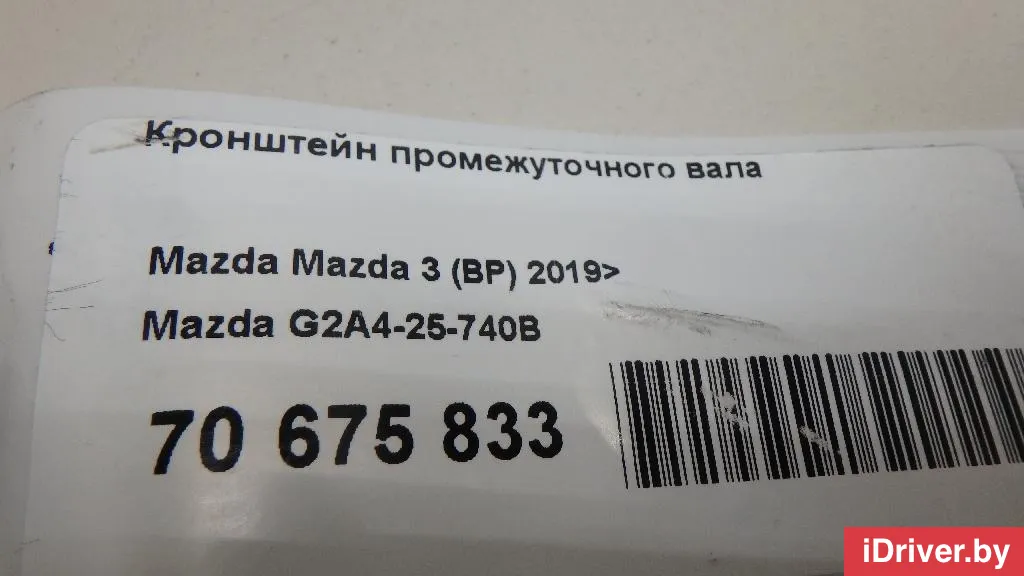 Кронштейн промежуточного вала
Mazda Mazda 3 (BP) 2019>
Mazda G2A4-25-740B
70 675 833
iDriver.by